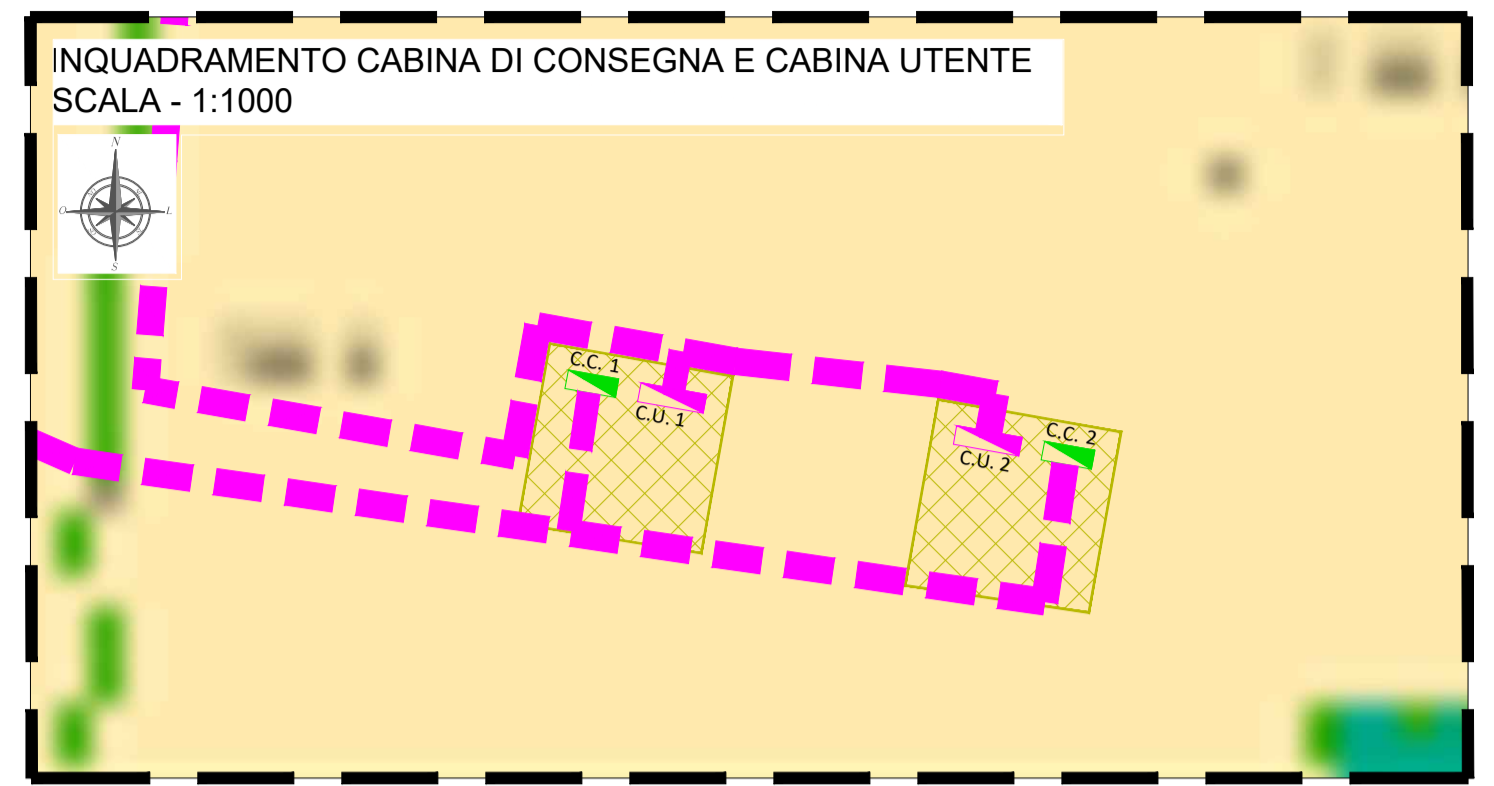 INQUADRAMENTO CABINA DI CONSEGNA E CABINA UTENTE
SCALA - 1:1000
N
O
L
S
C.C. 1
C.U. 1
C.C. 2
C.U. 2